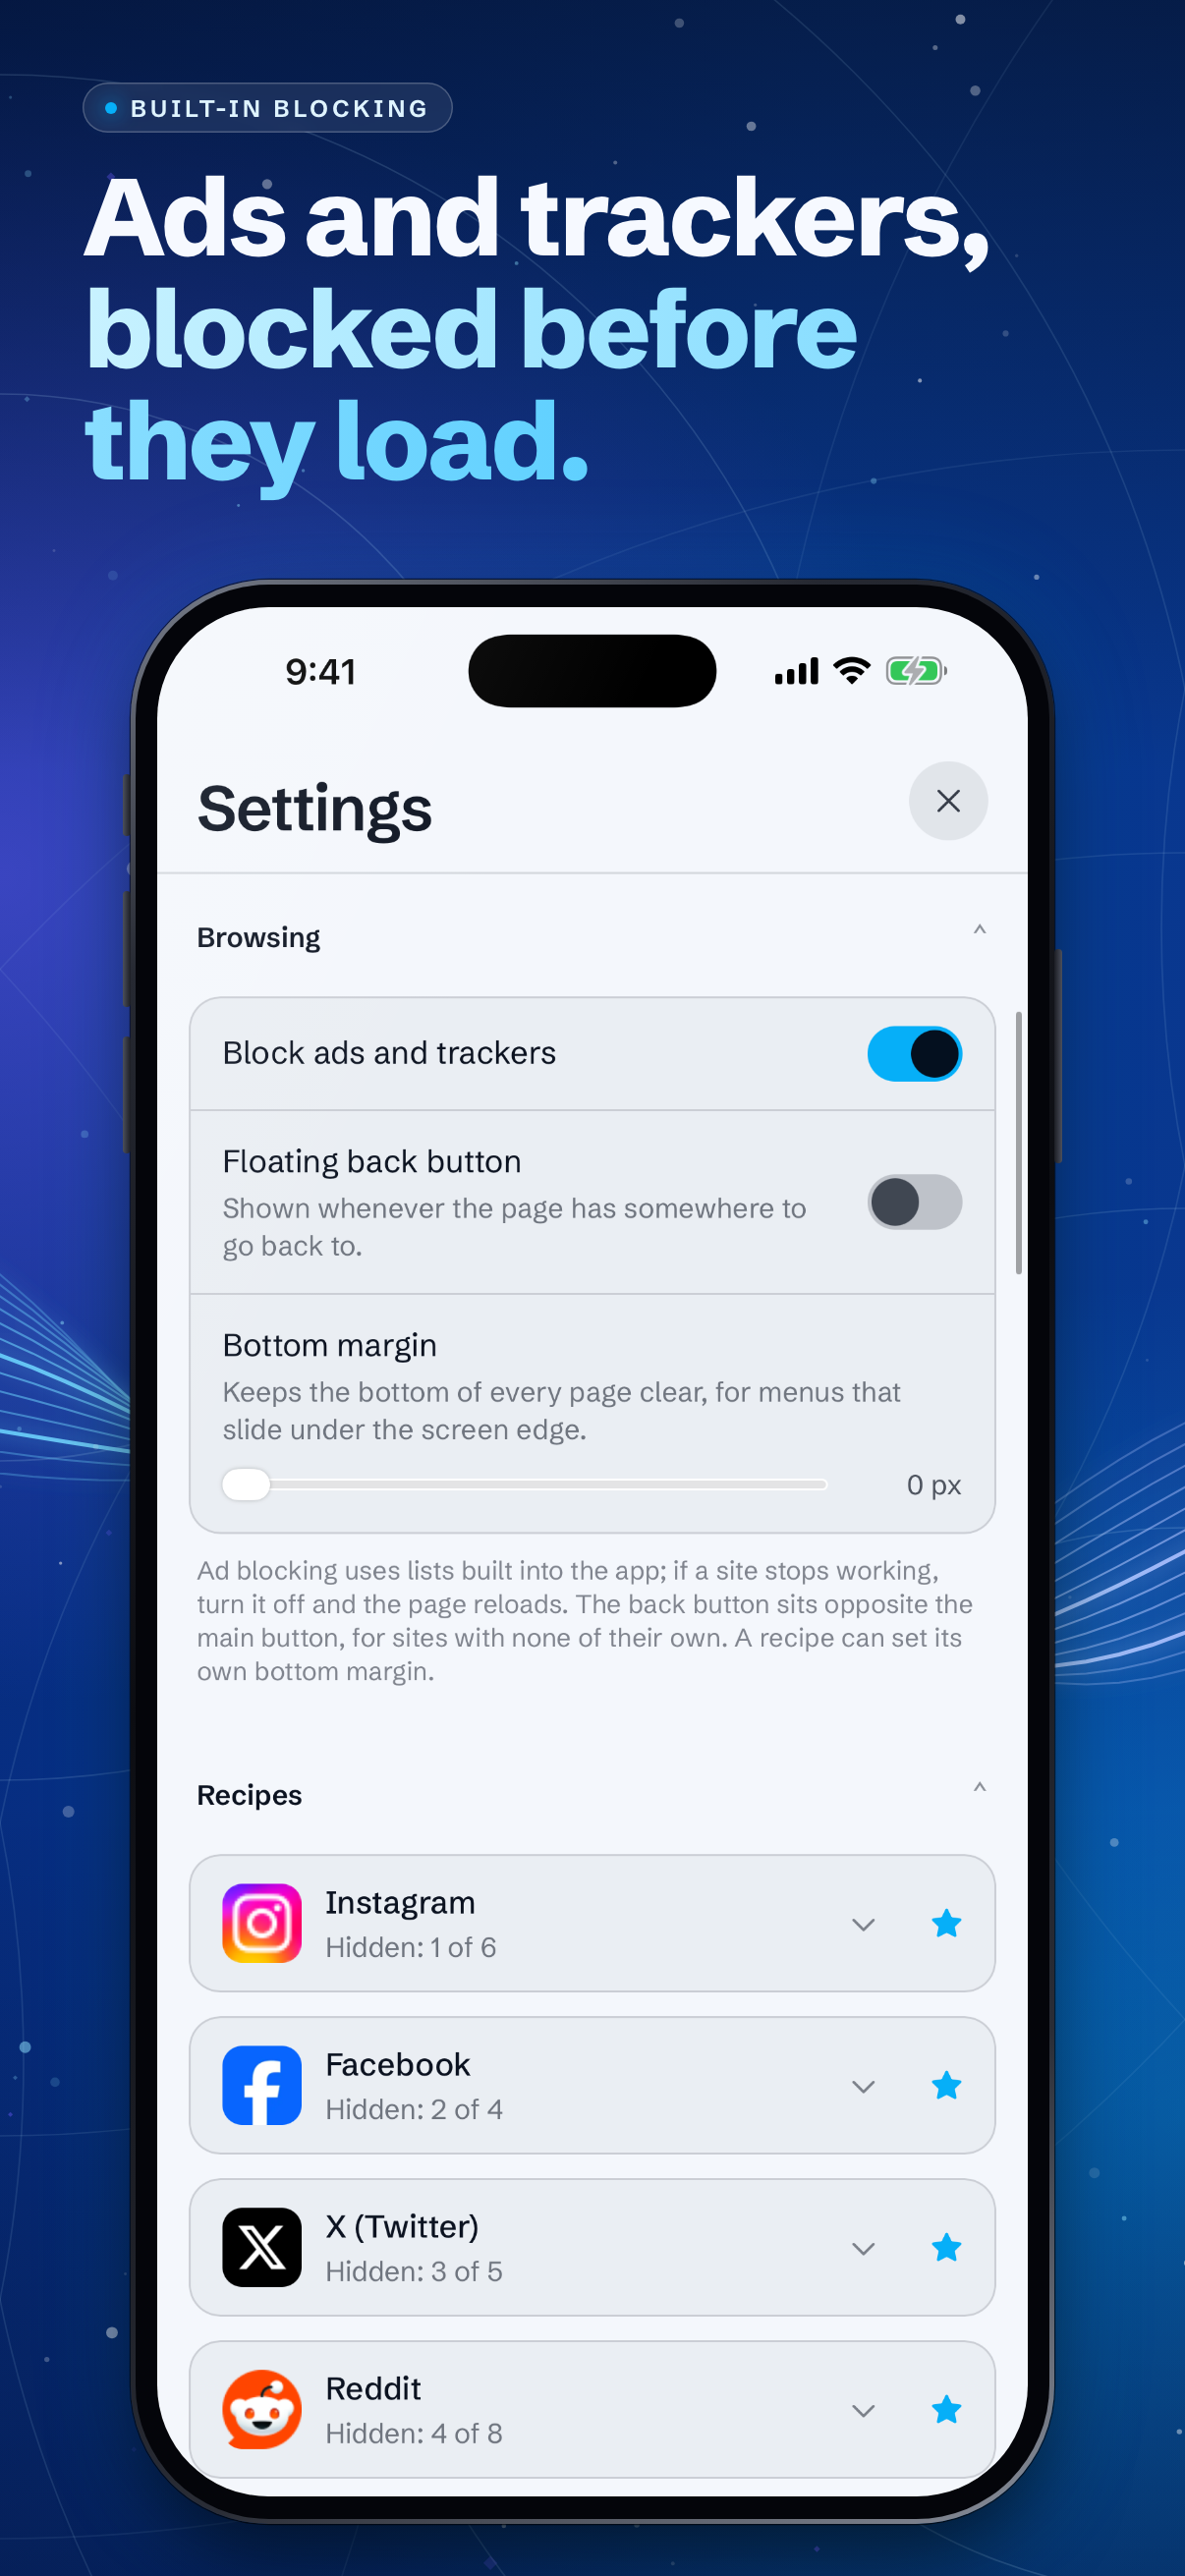 BUILT-IN BLOCKING
Ads and trackers,
blocked before
they load.
9:41
Settings
Browsing
Block ads and trackers
Floating back button
Shown whenever the page has somewhere to
go back to.
Bottom margin
Keeps the bottom of every page clear, for menus that
slide under the screen edge.
0 px
Ad blocking uses lists built into the app; if a site stops working,
turn it off and the page reloads. The back button sits opposite the
main button, for sites with none of their own. A recipe can set its
own bottom margin.
Recipes
Instagram
Hidden: 1 of 6
Facebook
Hidden: 2 of 4
X (Twitter)
Hidden: 3 of 5
Reddit
Hidden: 4 of 8